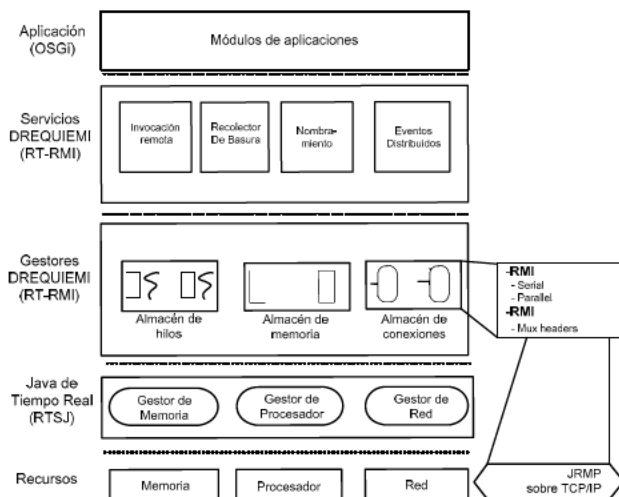 Aplicación
(OSGi)
Módulos de aplicaciones
Servicios
DREQUIEMI
(RT-RMI)
Invocación
remota
Recolector
De Basura
Nombra-
miento
Eventos
Distribuidos
Gestores
DREQUIEMI
(RT-RMI)
Almacén de
hilos
Almacén de
memoria
Almacén de
conexiones
-RMI
- Serial
- Parallel
-RMI
- Mux headers
Java de
Tiempo Real
(RTSJ)
Gestor de
Memoria
Gestor de
Procesador
Gestor de
Red
Recursos
Memoria
Procesador
Red
JRMP
sobre TCP/IP